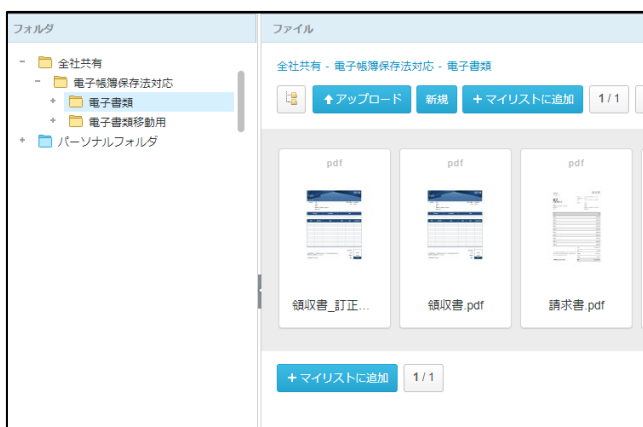 フォルダ
全社共有
電子帳簿保存法対応
電子書類
電子書類移動用
パーソナルフォルダ
ファイル
全社共有 - 電子帳簿保存法対応 - 電子書類
アップロード 新規 +マイリストに追加 1 / 1
pdf pdf pdf
領収書_訂正... 領収書.pdf 請求書.pdf
+マイリストに追加 1 / 1